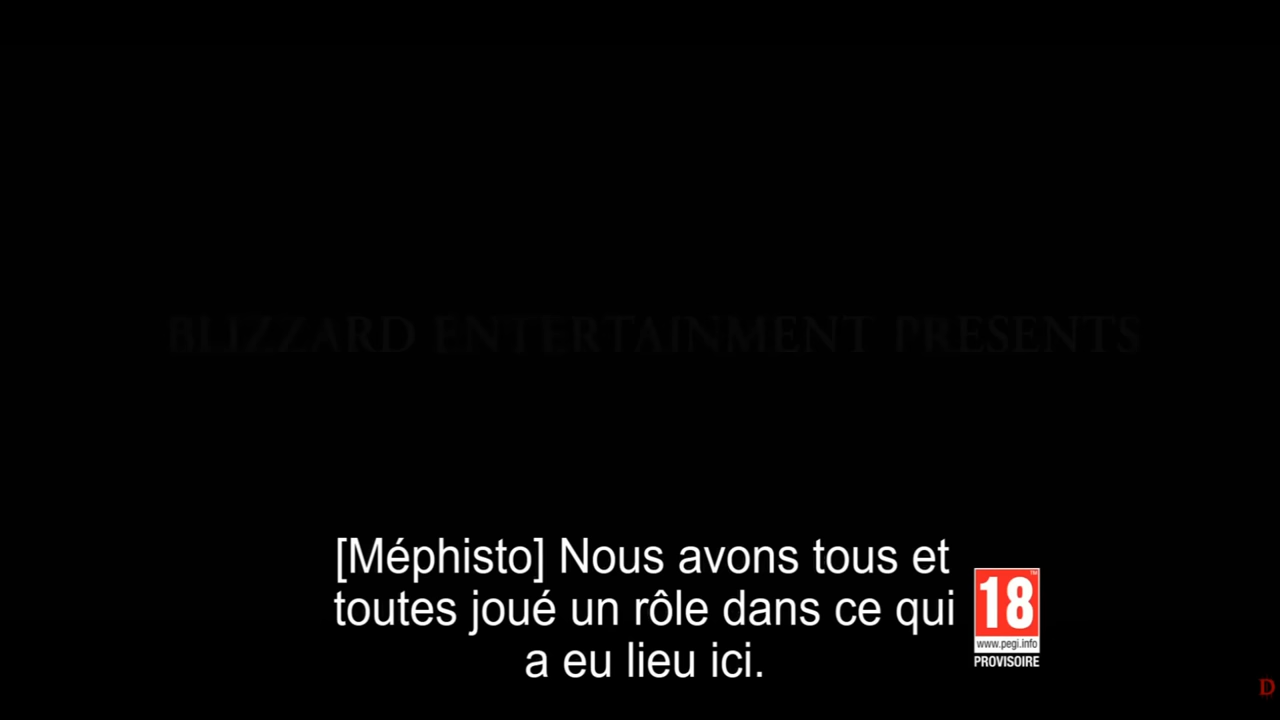 BLIZZARD ENTERTAINMENT PRESENTS
[Méphisto] Nous avons tous et
toutes joué un rôle dans ce qui
a eu lieu ici.
18
™
www.pegi.info
PROVISOIRE
D